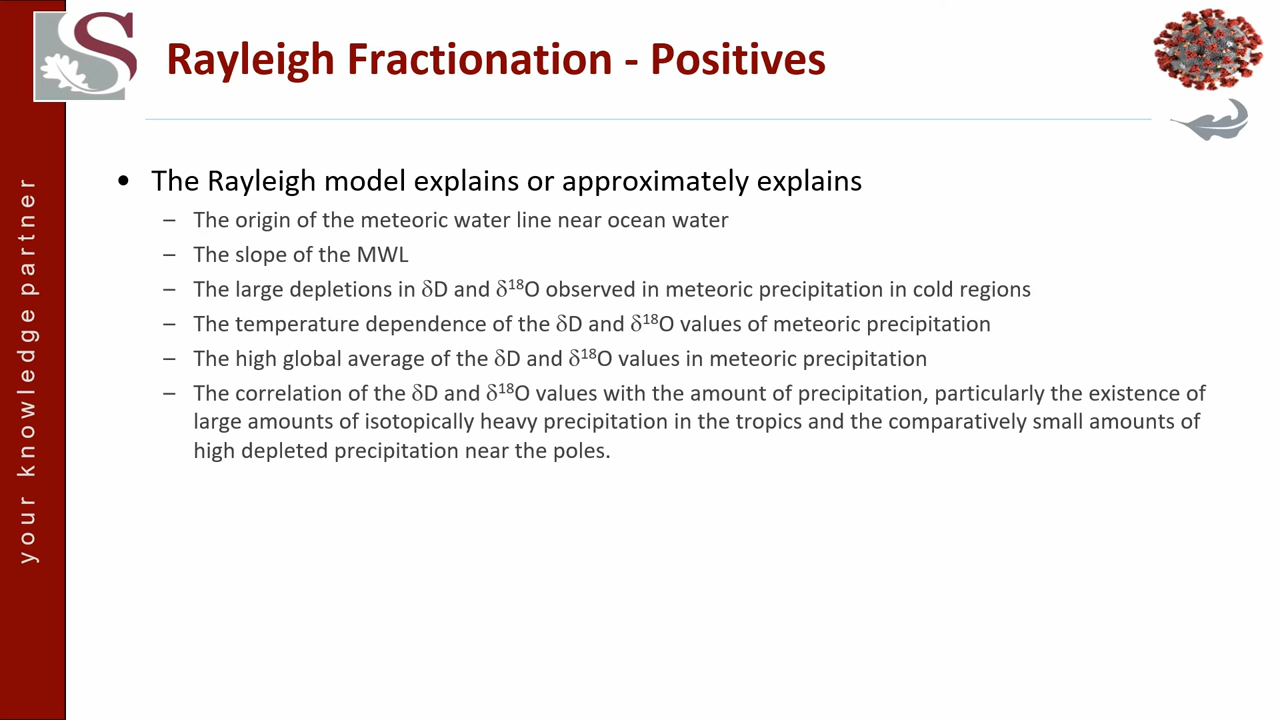 Rayleigh Fractionation - Positives
• The Rayleigh model explains or approximately explains
– The origin of the meteoric water line near ocean water
– The slope of the MWL
– The large depletions in δD and δ¹⁸O observed in meteoric precipitation in cold regions
– The temperature dependence of the δD and δ¹⁸O values of meteoric precipitation
– The high global average of the δD and δ¹⁸O values in meteoric precipitation
– The correlation of the δD and δ¹⁸O values with the amount of precipitation, particularly the existence of
large amounts of isotopically heavy precipitation in the tropics and the comparatively small amounts of
high depleted precipitation near the poles.
your knowledge partner
S